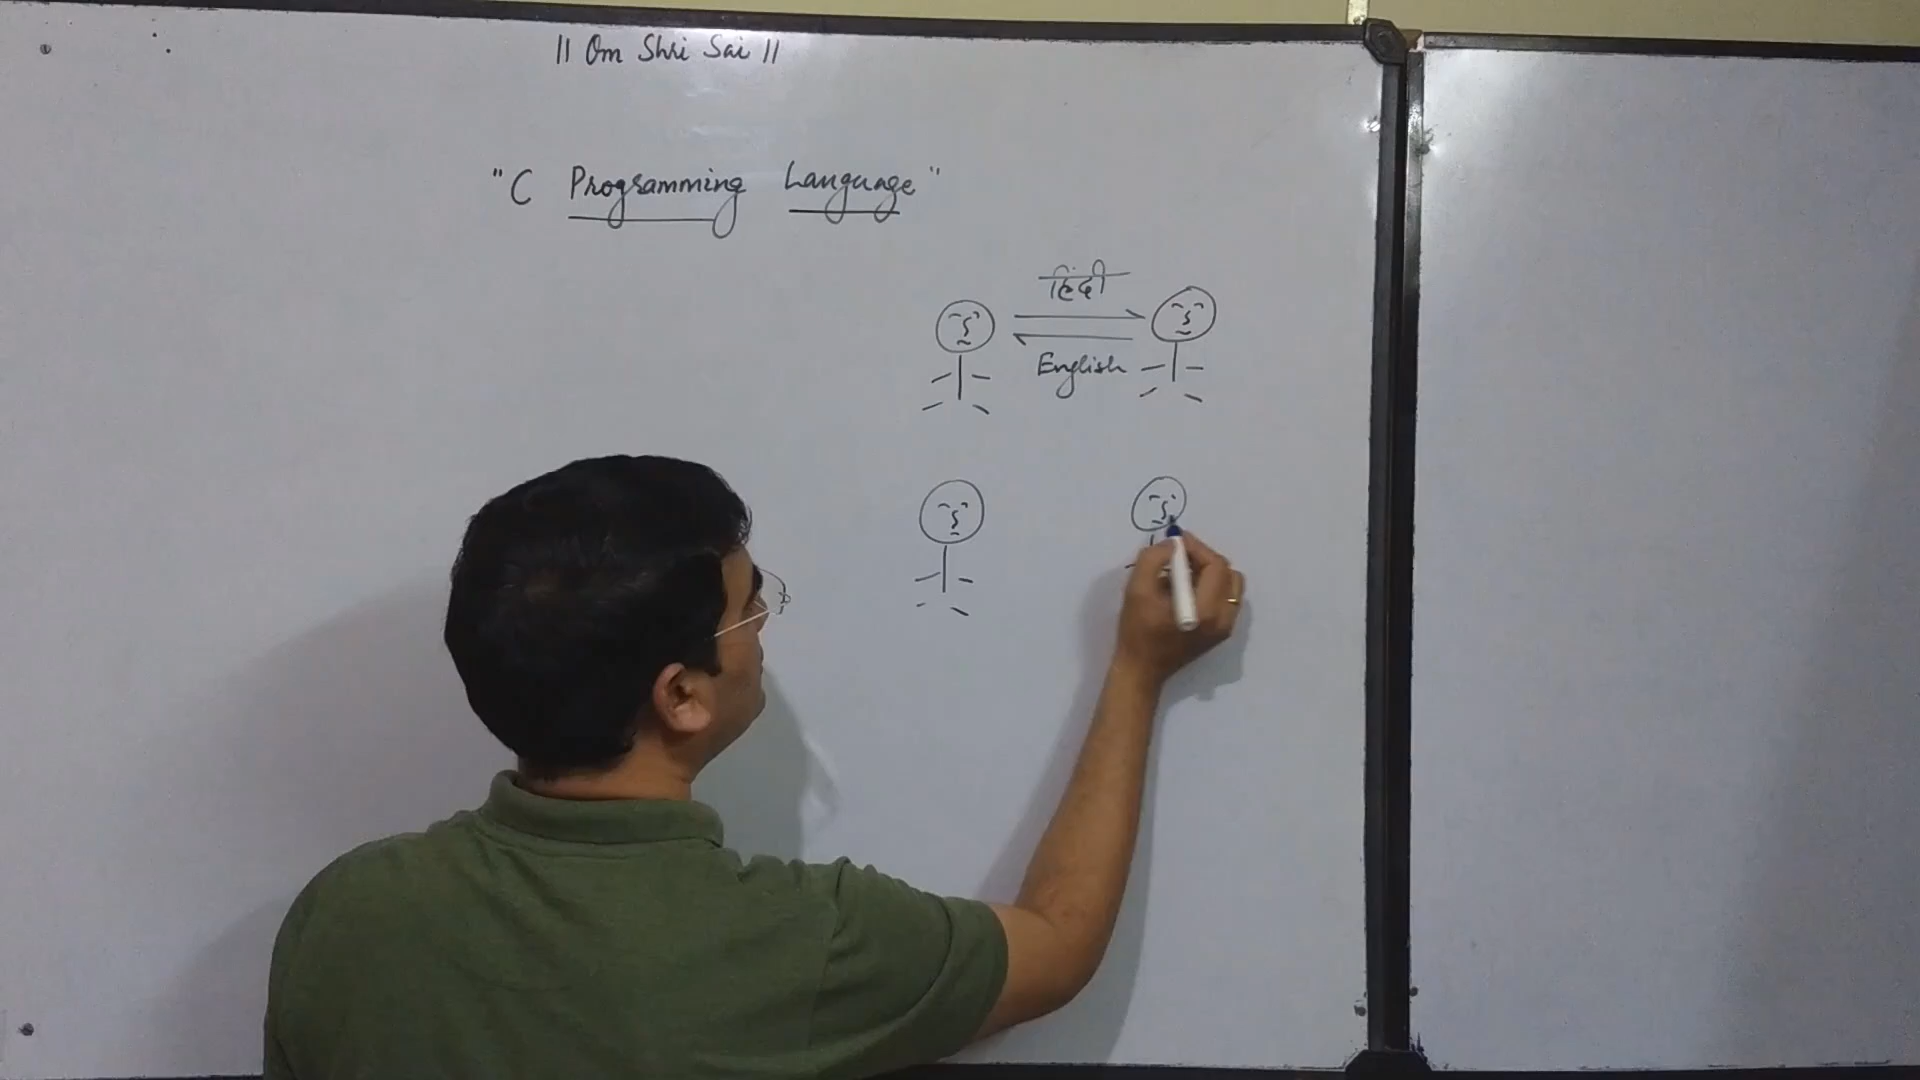 || Om Shri Sai ||
"C Programming Language"
हिंदी
English